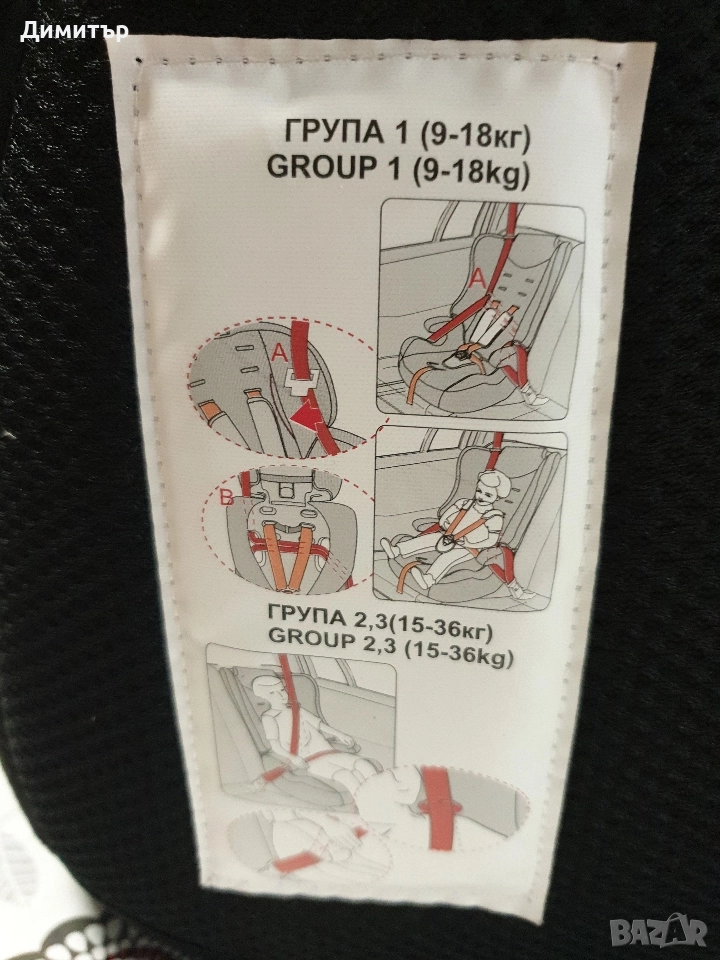 Димитър
ГРУПА 1 (9-18кг)
GROUP 1 (9-18kg)
A
A
B
ГРУПА 2,3(15-36кг)
GROUP 2,3 (15-36kg)
BAZAR